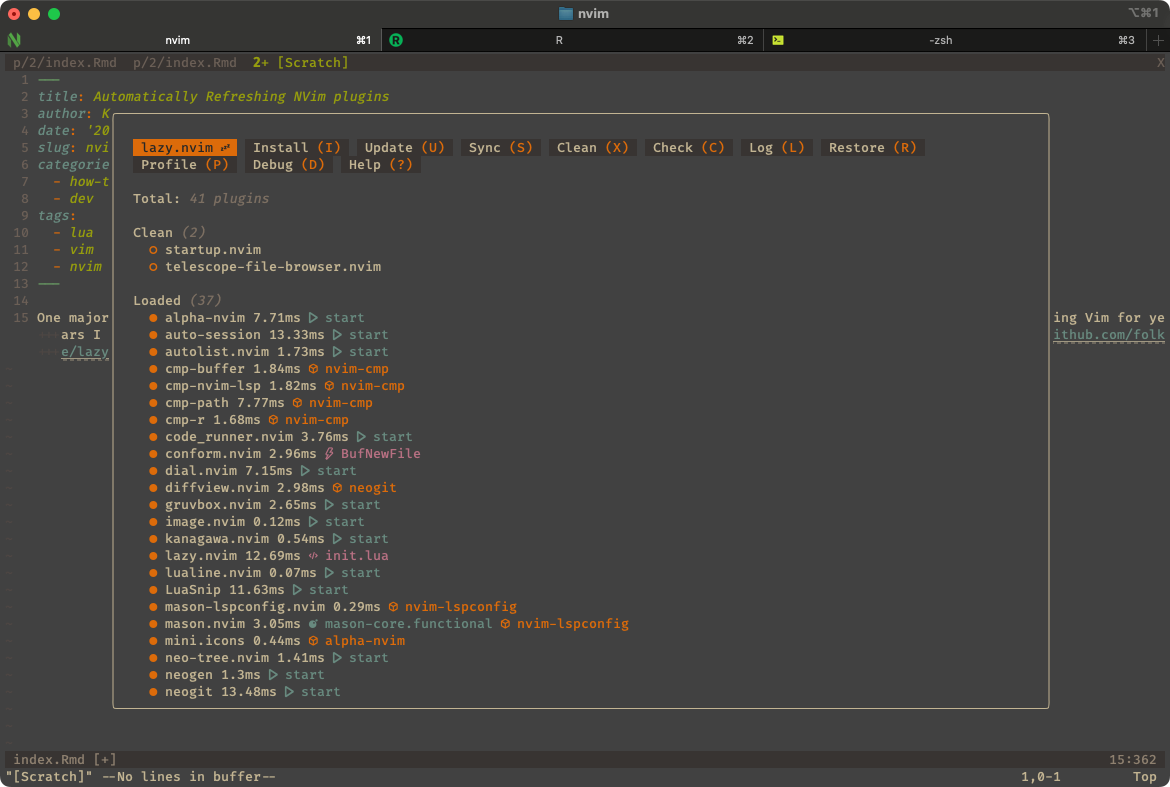 nvim ⌥⌘1
nvim ⌘1 R R ⌘2 -zsh ⌘3
p/2/index.Rmd p/2/index.Rmd 2+ [Scratch] X
1 ---
2 title: Automatically Refreshing NVim plugins
3 author: K
4 date: '20
5 slug: nvi
6 categorie
7 - how-t
8 - dev
9 tags:
10 - lua
11 - vim
12 - nvim
13 ---
14
15 One major ing Vim for ye
ars I ithub.com/folk
e/lazy
lazy.nvim 💤 Install (I) Update (U) Sync (S) Clean (X) Check (C) Log (L) Restore (R)
Profile (P) Debug (D) Help (?)
Total: 41 plugins
Clean (2)
○ startup.nvim
○ telescope-file-browser.nvim
Loaded (37)
● alpha-nvim 7.71ms ▷ start
● auto-session 13.33ms ▷ start
● autolist.nvim 1.73ms ▷ start
● cmp-buffer 1.84ms nvim-cmp
● cmp-nvim-lsp 1.82ms nvim-cmp
● cmp-path 7.77ms nvim-cmp
● cmp-r 1.68ms nvim-cmp
● code_runner.nvim 3.76ms ▷ start
● conform.nvim 2.96ms BufNewFile
● dial.nvim 7.15ms ▷ start
● diffview.nvim 2.98ms neogit
● gruvbox.nvim 2.65ms ▷ start
● image.nvim 0.12ms ▷ start
● kanagawa.nvim 0.54ms ▷ start
● lazy.nvim 12.69ms </> init.lua
● lualine.nvim 0.07ms ▷ start
● LuaSnip 11.63ms ▷ start
● mason-lspconfig.nvim 0.29ms nvim-lspconfig
● mason.nvim 3.05ms mason-core.functional nvim-lspconfig
● mini.icons 0.44ms alpha-nvim
● neo-tree.nvim 1.41ms ▷ start
● neogen 1.3ms ▷ start
● neogit 13.48ms ▷ start
index.Rmd [+] 15:362
"[Scratch]" --No lines in buffer-- 1,0-1 Top